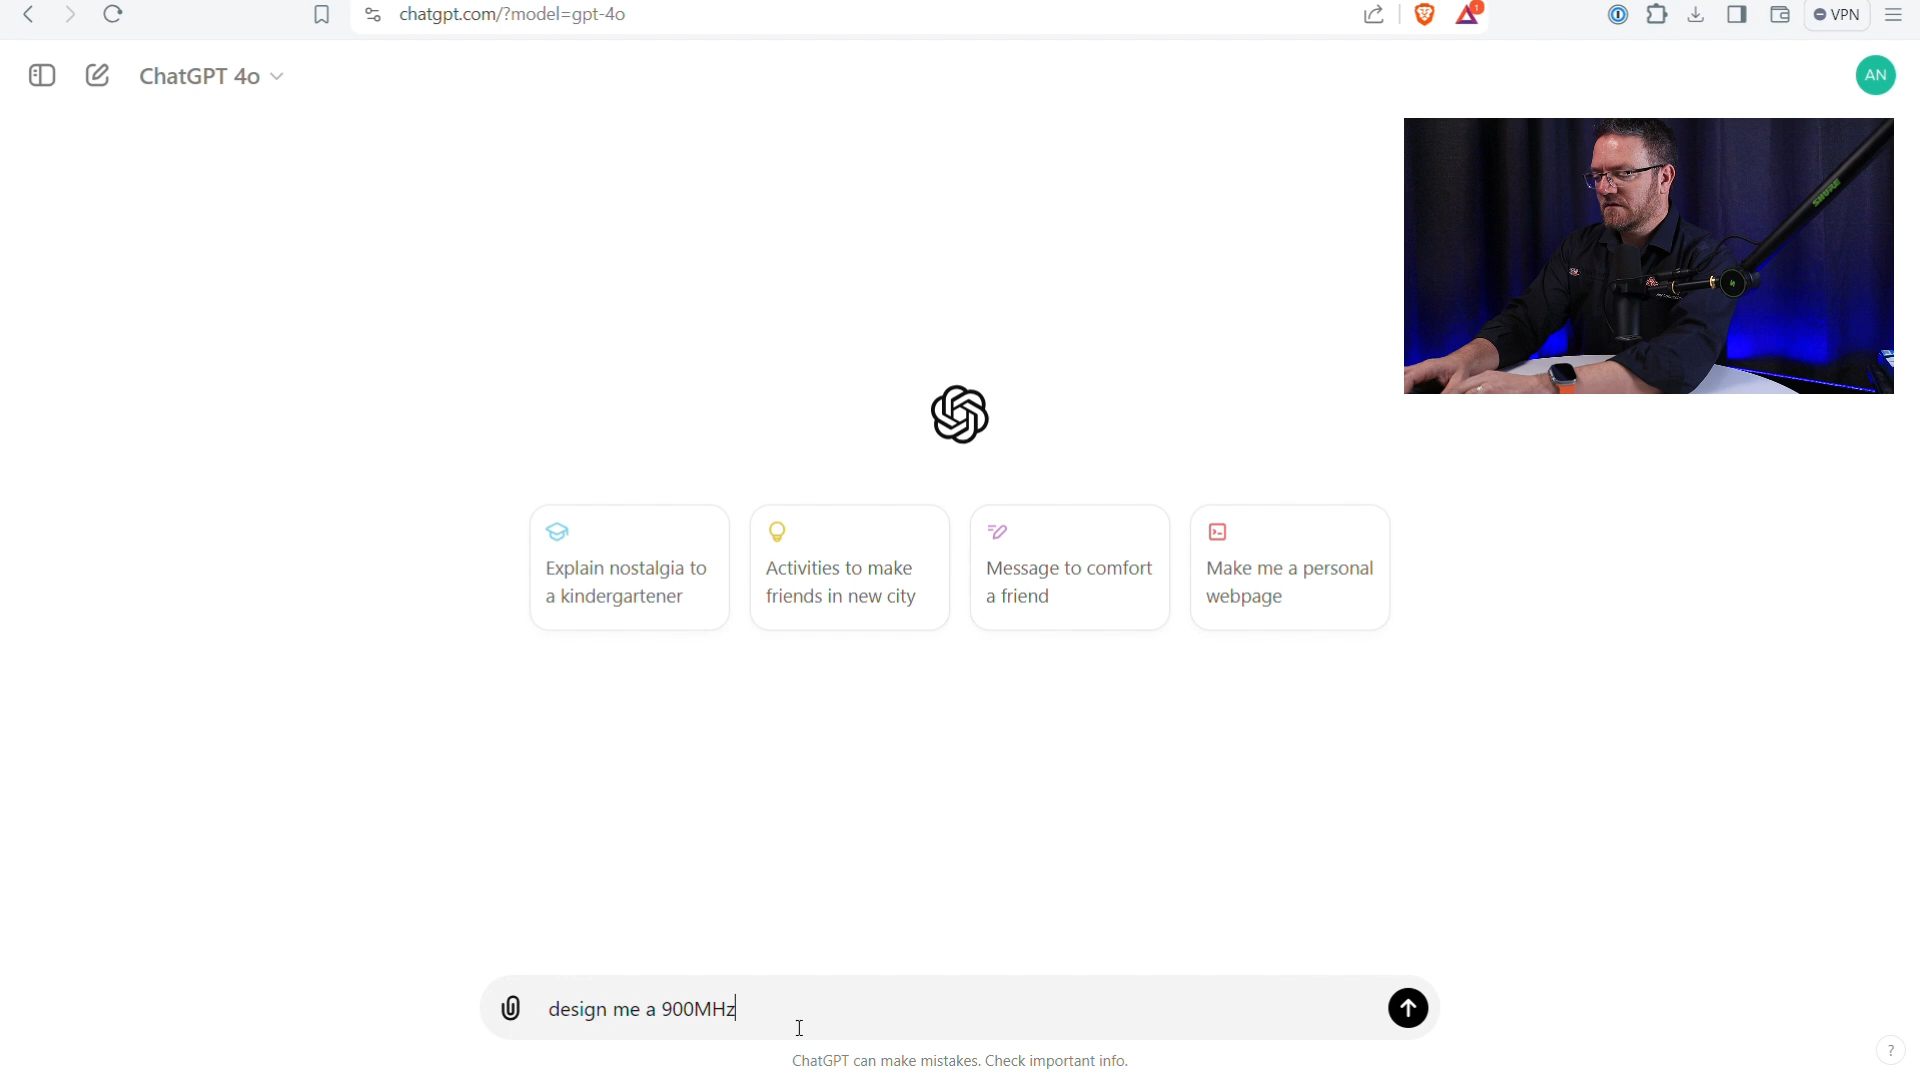 chatgpt.com/?model=gpt-4o
1
VPN
ChatGPT 4o
AN
SHURE
Explain nostalgia to
a kindergartener
Activities to make
friends in new city
Message to comfort
a friend
Make me a personal
webpage
design me a 900MHz
ChatGPT can make mistakes. Check important info.
?